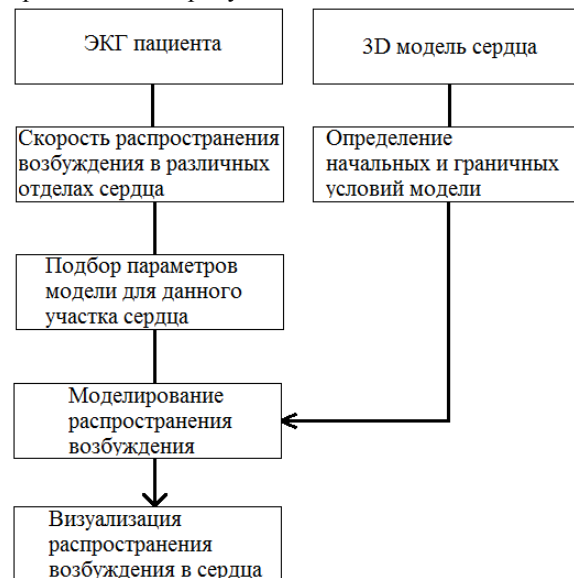 ЭКГ пациента
3D модель сердца
Скорость распространения
возбуждения в различных
отделах сердца
Определение
начальных и граничных
условий модели
Подбор параметров
модели для данного
участка сердца
Моделирование
распространения
возбуждения
Визуализация
распространения
возбуждения в сердца